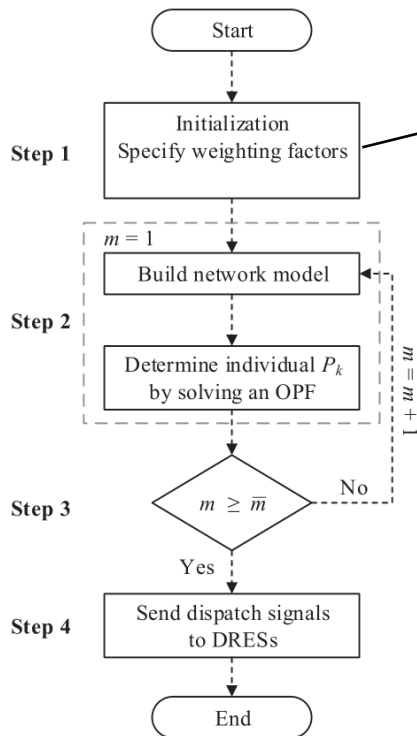 Start
Step 1
Initialization
Specify weighting factors
m = 1
Build network model
Step 2
Determine individual Pₖ
by solving an OPF
m = m + 1
Step 3
m ≥ m̅
No
Yes
Step 4
Send dispatch signals
to DRESs
End